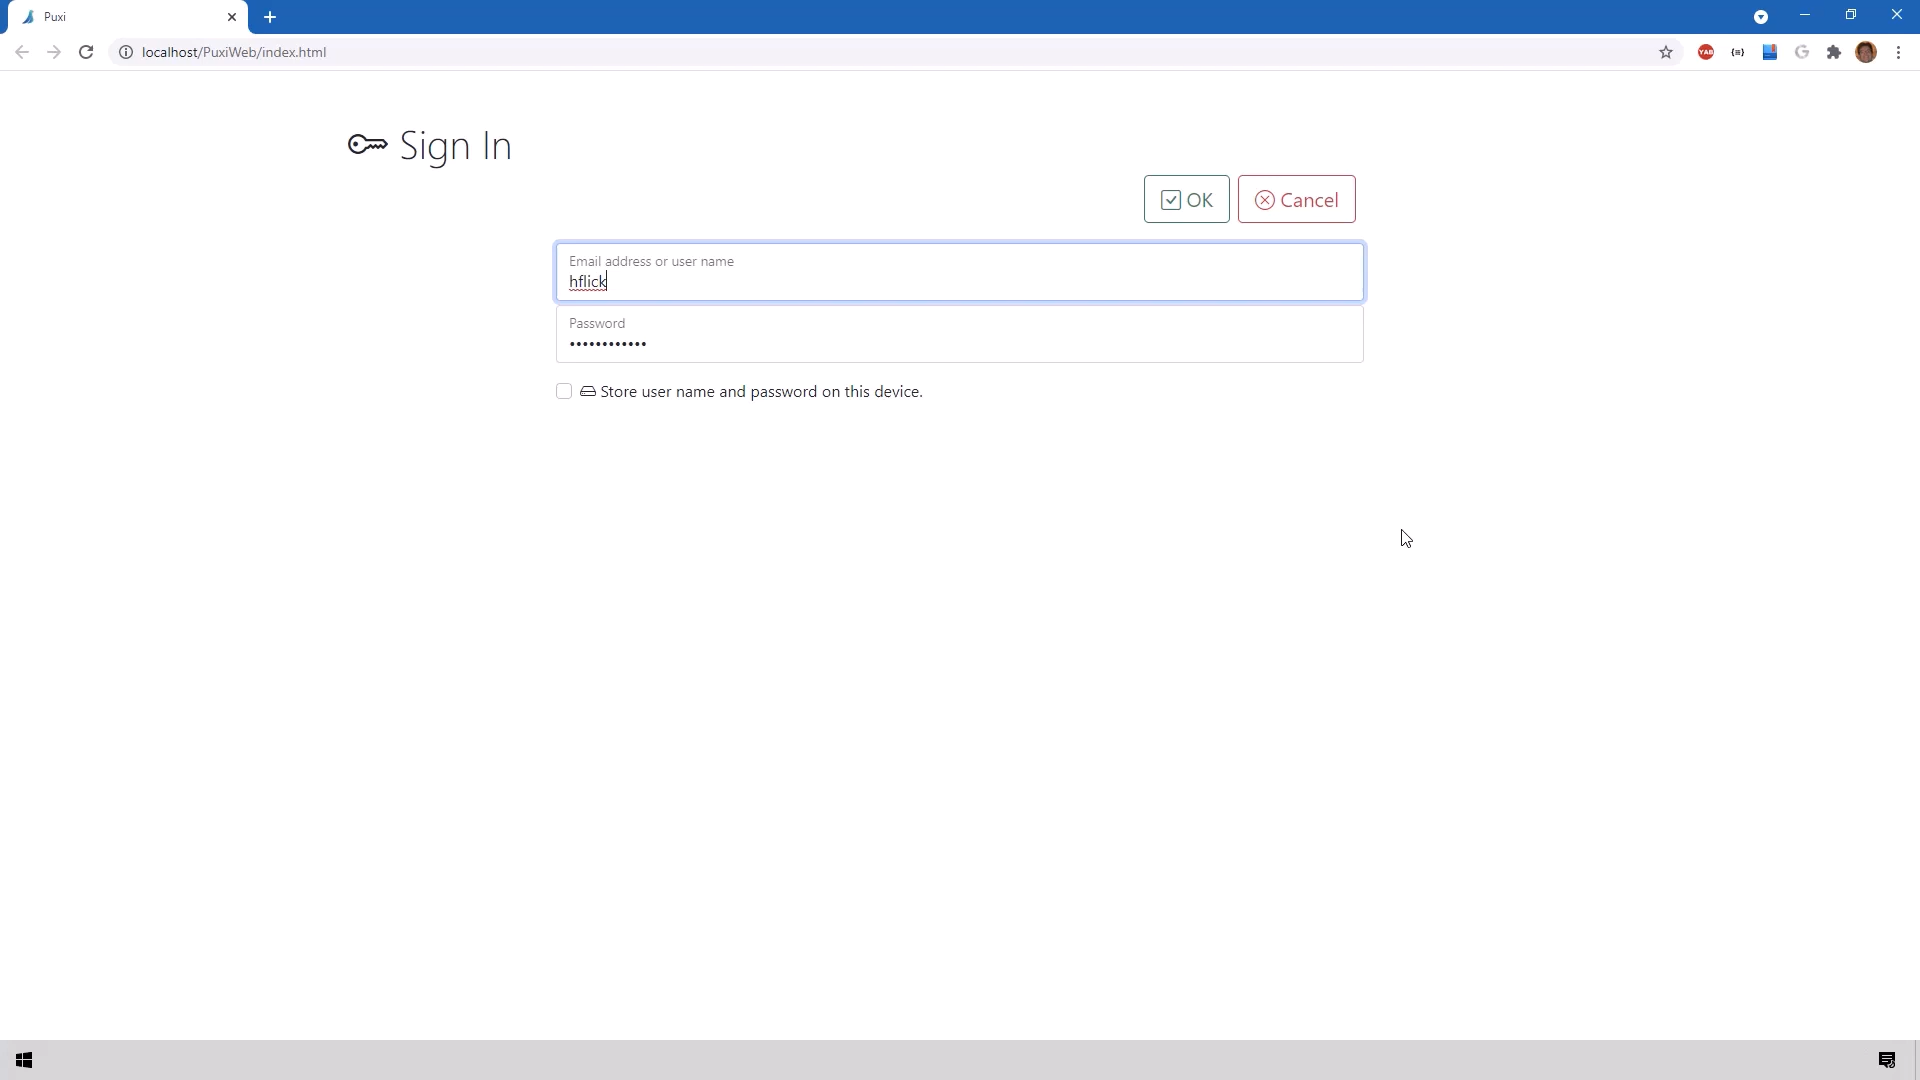 Puxi
localhost/PuxiWeb/index.html
YAB
Sign In
OK Cancel
Email address or user name
hflick
Password
••••••••••••
Store user name and password on this device.